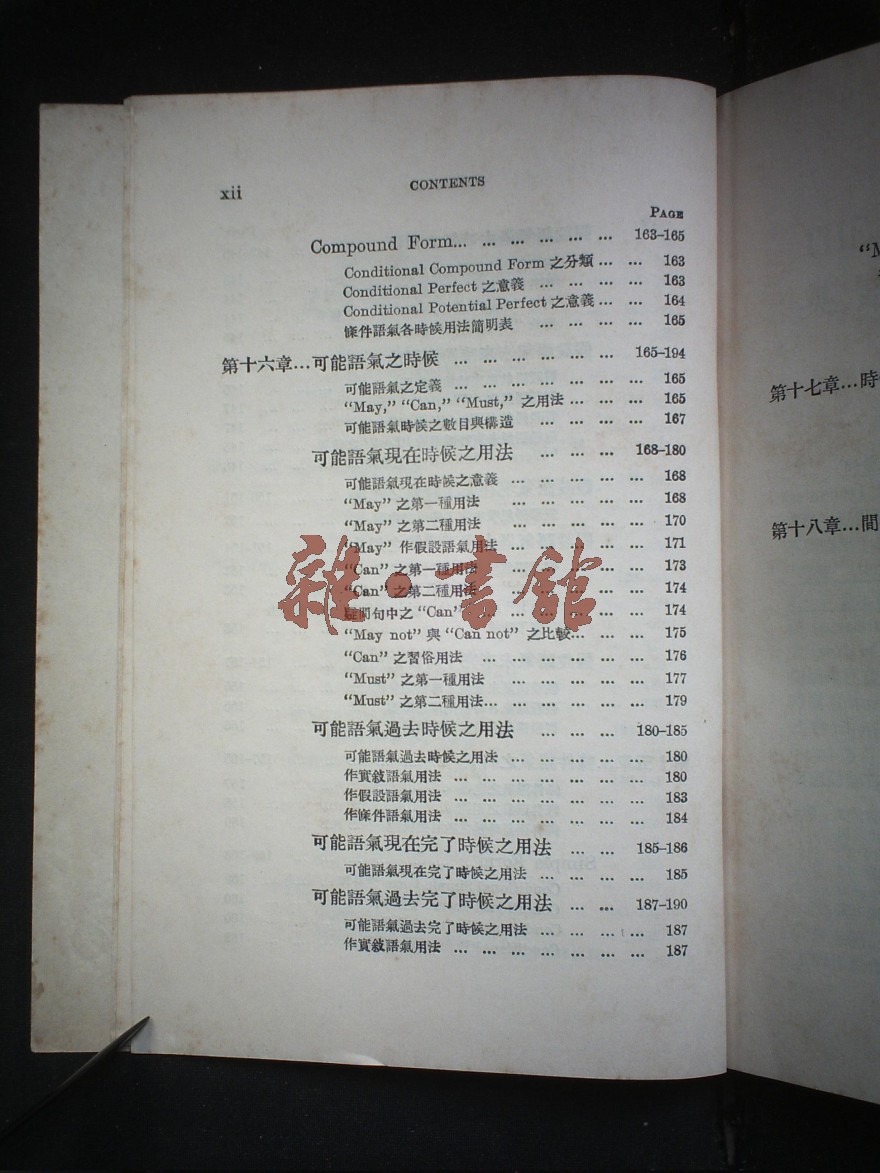 xii CONTENTS
PAGE
Compound Form... ... ... ... ... ... 163-165
Conditional Compound Form 之分類 ... ... 163
Conditional Perfect 之意義 ... ... ... ... 163
Conditional Potential Perfect 之意義 ... ... 164
條件語氣各時候用法簡明表 ... ... ... ... 165
第十六章...可能語氣之時候 ... ... ... ... ... ... 165-194
可能語氣之定義 ... ... ... ... ... ... ... 165
“May,” “Can,” “Must,” 之用法 ... ... ... 165
可能語氣時候之數目與構造 ... ... ... ... 167
可能語氣現在時候之用法 ... ... ... 168-180
可能語氣現在時候之意義 ... ... ... ... ... 168
“May” 之第一種用法 ... ... ... ... ... 168
“May” 之第二種用法 ... ... ... ... ... 170
“May” 作假設語氣用法 ... ... ... ... ... 171
“Can” 之第一種用法 ... ... ... ... ... 173
“Can” 之第二種用法 ... ... ... ... ... 174
疑問句中之 “Can” ... ... ... ... ... 174
“May not” 與 “Can not” 之比較... ... ... 175
“Can” 之習俗用法 ... ... ... ... ... ... 176
“Must” 之第一種用法 ... ... ... ... ... 177
“Must” 之第二種用法... ... ... ... ... ... 179
可能語氣過去時候之用法 ... ... ... 180-185
可能語氣過去時候之用法 ... ... ... ... ... 180
作實敘語氣用法 ... ... ... ... ... ... ... 180
作假設語氣用法 ... ... ... ... ... ... ... 183
作條件語氣用法 ... ... ... ... ... ... ... 184
可能語氣現在完了時候之用法 ... ... 185-186
可能語氣現在完了時候之用法 ... ... ... ... 185
可能語氣過去完了時候之用法 ... ... 187-190
可能語氣過去完了時候之用法 ... ... ... ... 187
作實敘語氣用法 ... ... ... ... ... ... ... 187
第十七章...時
第十八章...間
雜·書館